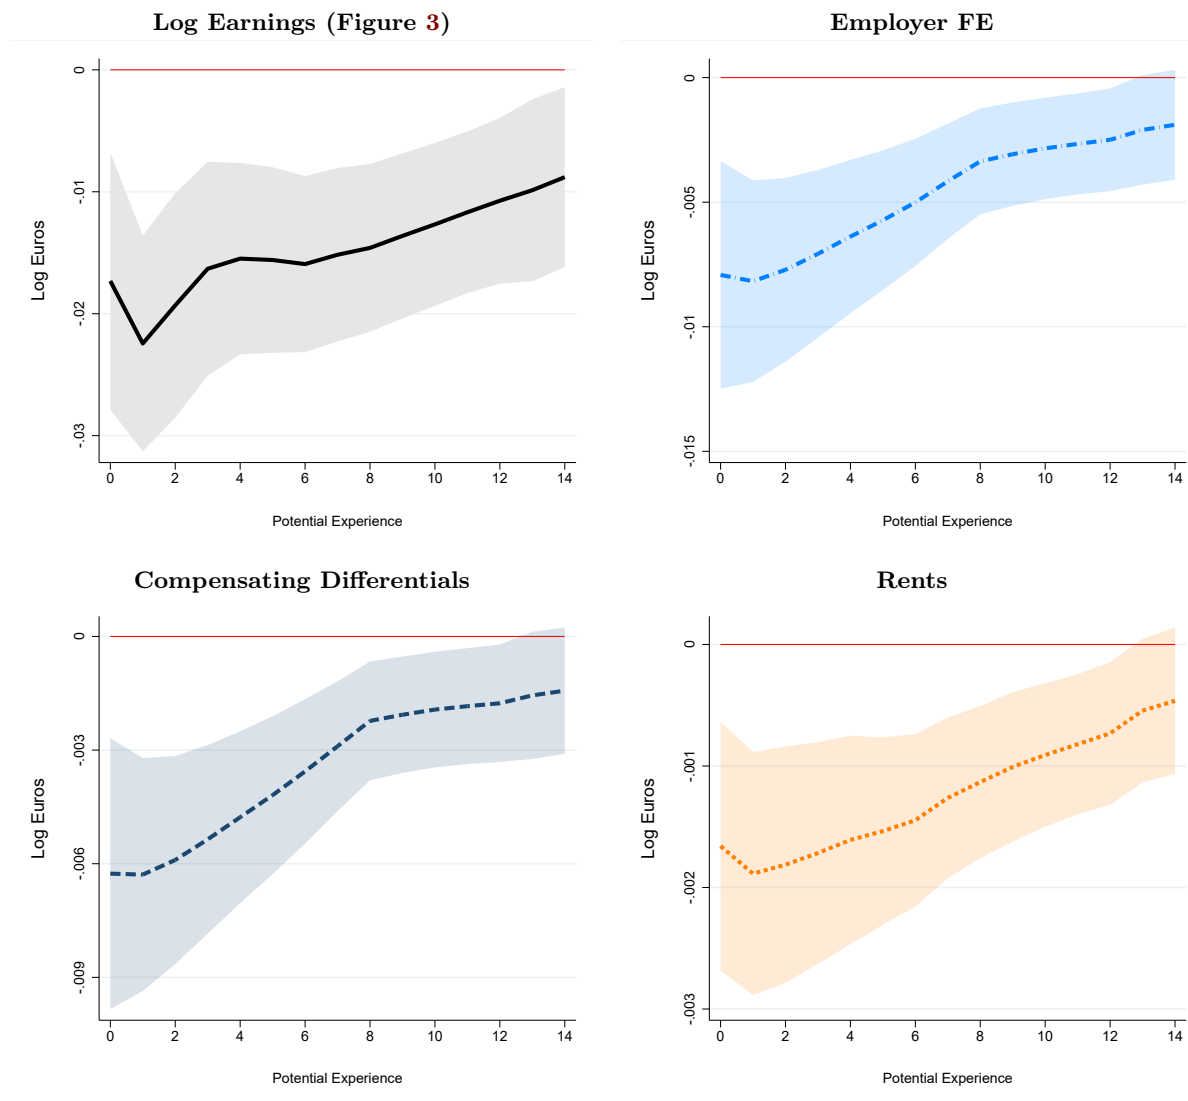 Log Earnings (Figure 3)
Log Euros
0
-.01
-.02
-.03
0 2 4 6 8 10 12 14
Potential Experience
Employer FE
Log Euros
0
-.005
-.01
-.015
0 2 4 6 8 10 12 14
Potential Experience
Compensating Differentials
Log Euros
0
-.003
-.006
-.009
0 2 4 6 8 10 12 14
Potential Experience
Rents
Log Euros
0
-.001
-.002
-.003
0 2 4 6 8 10 12 14
Potential Experience